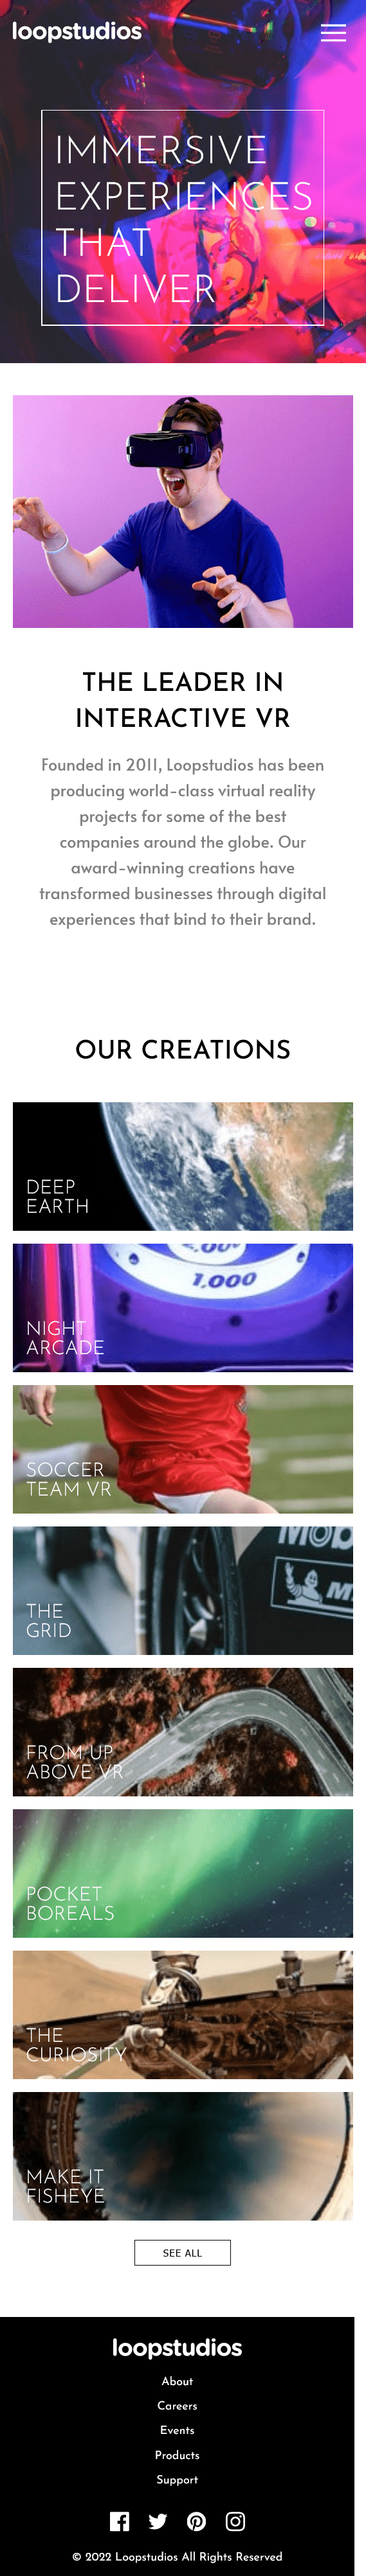 loopstudios
IMMERSIVE
EXPERIENCES
THAT
DELIVER
THE LEADER IN
INTERACTIVE VR
Founded in 2011, Loopstudios has been
producing world-class virtual reality
projects for some of the best
companies around the globe. Our
award-winning creations have
transformed businesses through digital
experiences that bind to their brand.
OUR CREATIONS
1,000
DEEP
EARTH
NIGHT
ARCADE
SOCCER
TEAM VR
THE
GRID
FROM UP
ABOVE VR
POCKET
BOREALS
THE
CURIOSITY
MAKE IT
FISHEYE
SEE ALL
loopstudios
About
Careers
Events
Products
Support
© 2022 Loopstudios All Rights Reserved